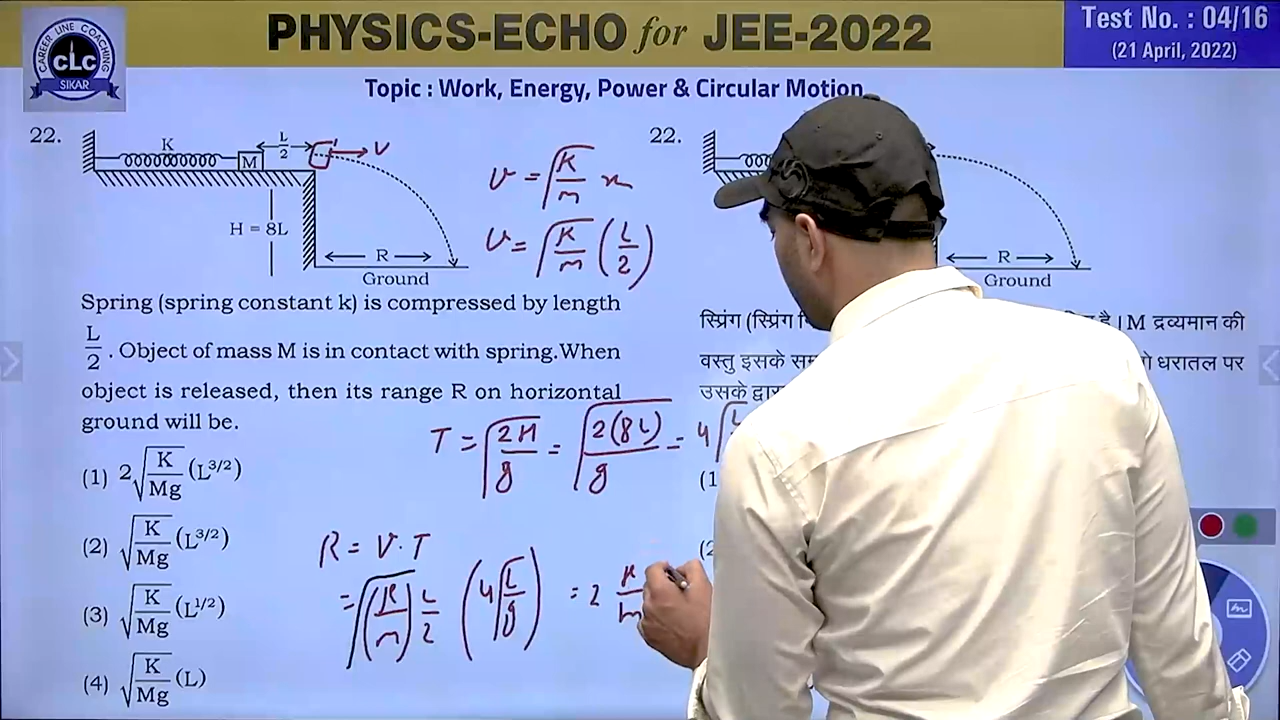 PHYSICS-ECHO for JEE-2022
Test No. : 04/16
(21 April, 2022)
CAREER LINE COACHING
CLC
SIKAR
Topic : Work, Energy, Power & Circular Motion
22.
K
M
L/2
v
H = 8L
R
Ground
v = √(K/m) x
v = √(K/m) (L/2)
Spring (spring constant k) is compressed by length
L/2 . Object of mass M is in contact with spring.When
object is released, then its range R on horizontal
ground will be.
T = √(2H/g) = √(2(8L)/g) = 4
(1) 2√(K/Mg) (L^3/2)
(2) √(K/Mg) (L^3/2)
(3) √(K/Mg) (L^1/2)
(4) √(K/Mg) (L)
R = V·T
= √(K/m) L/2 (4√(L/g)) = 2 K/m
22.
R
Ground
स्प्रिंग (स्प्रिंग
है । M द्रव्यमान की
वस्तु इसके
धरातल पर
उसके
(1
(2